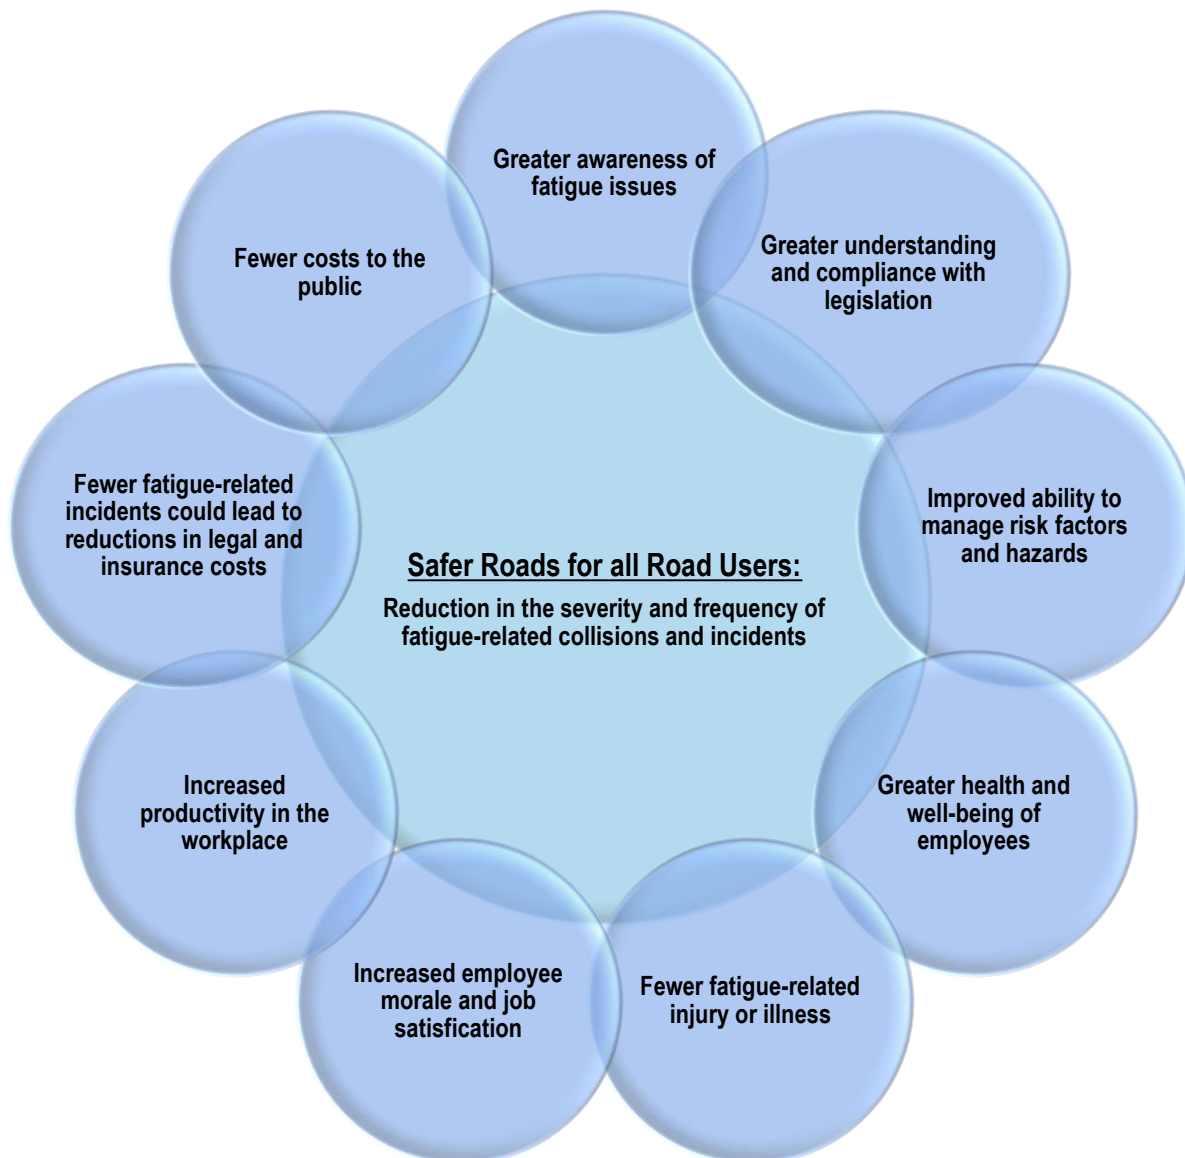 Greater awareness of
fatigue issues
Greater understanding
and compliance with
legislation
Improved ability to
manage risk factors
and hazards
Greater health and
well-being of
employees
Fewer fatigue-related
injury or illness
Increased employee
morale and job
satisfication
Increased
productivity in the
workplace
Fewer fatigue-related
incidents could lead to
reductions in legal and
insurance costs
Fewer costs to the
public
Safer Roads for all Road Users:
Reduction in the severity and frequency of
fatigue-related collisions and incidents